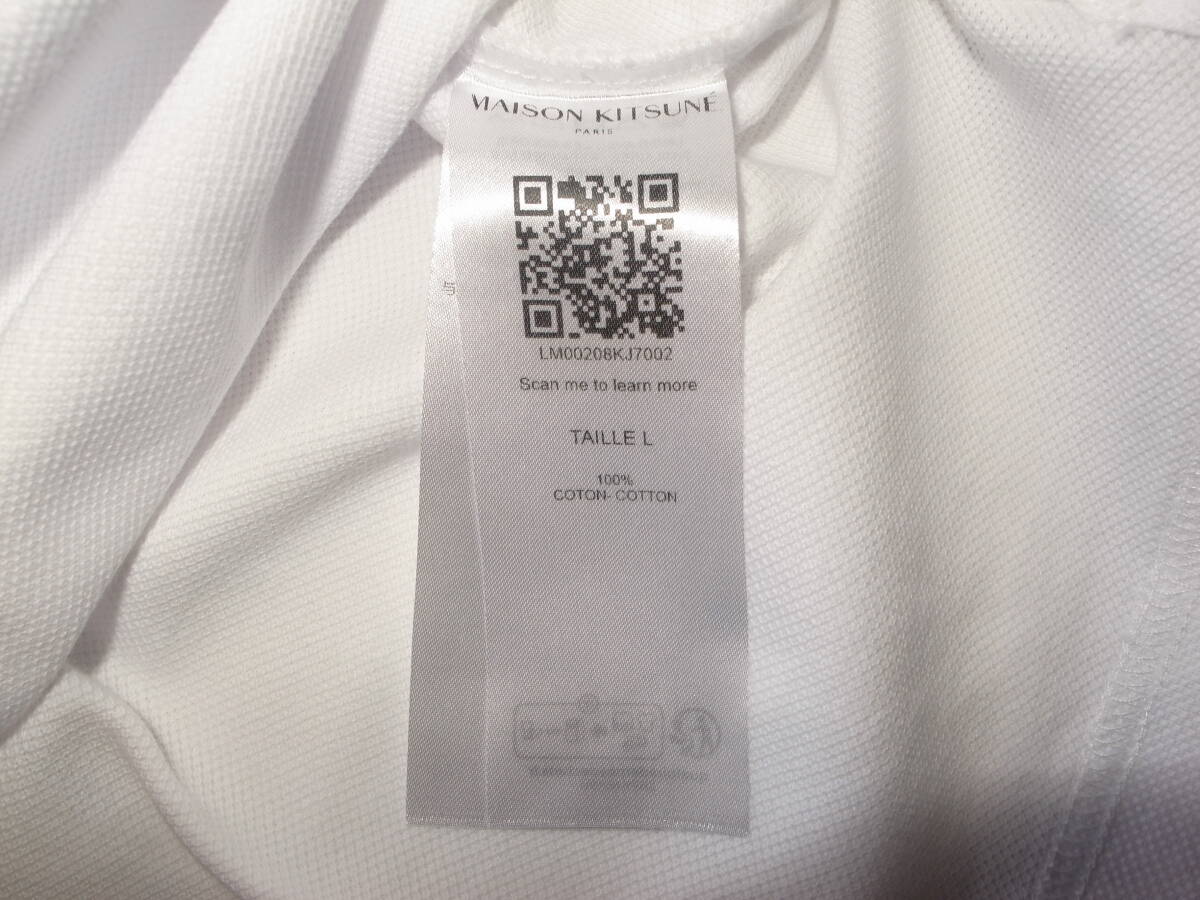 MAISON KITSUNÉ
PARIS
LM00208KJ7002
Scan me to learn more
TAILLE L
100%
COTON- COTTON